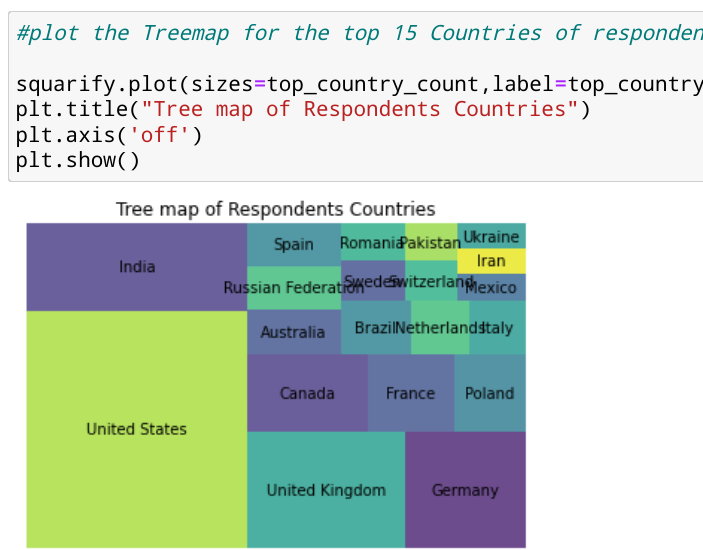 #plot the Treemap for the top 15 Countries of responden
squarify.plot(sizes=top_country_count,label=top_country
plt.title("Tree map of Respondents Countries")
plt.axis('off')
plt.show()
Tree map of Respondents Countries
India
Spain
Romania
Pakistan
Ukraine
Iran
Russian Federation
Sweden
Switzerland
Mexico
Australia
Brazil
Netherlands
Italy
Canada
France
Poland
United States
United Kingdom
Germany